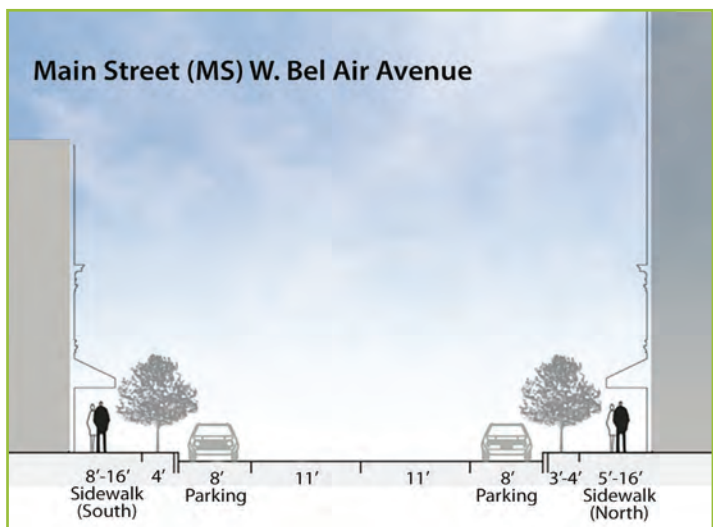 Main Street (MS) W. Bel Air Avenue
8'-16' 4' 8' 11' 11' 8' 3'-4' 5'-16'
Sidewalk Parking Parking Sidewalk
(South) (North)